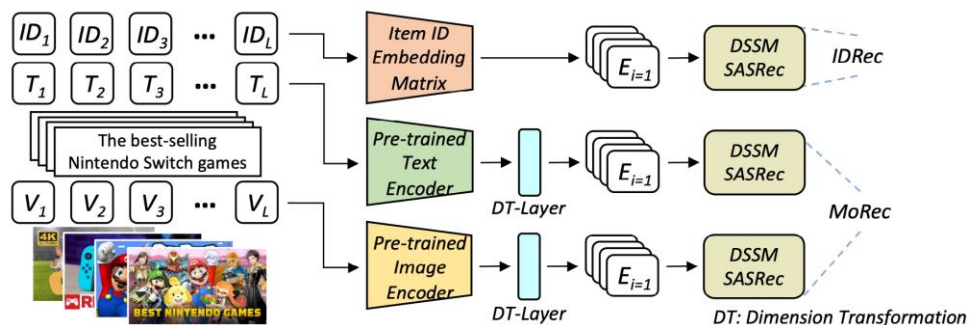 ID1 ID2 ID3 ... IDL
T1 T2 T3 ... TL
The best-selling
Nintendo Switch games
V1 V2 V3 ... VL
4K
BEST NINTENDO GAMES
Item ID
Embedding
Matrix
Ei=1
DSSM
SASRec
IDRec
Pre-trained
Text
Encoder
DT-Layer
Ei=1
DSSM
SASRec
MoRec
Pre-trained
Image
Encoder
DT-Layer
Ei=1
DSSM
SASRec
DT: Dimension Transformation